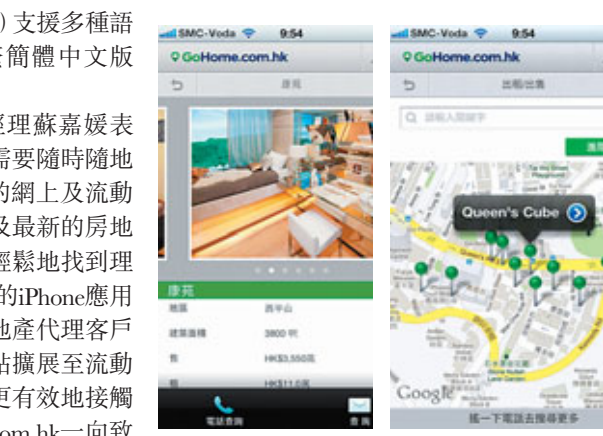 ) 支援多種語
簡體中文版
經理蘇嘉媛表
需要隨時隨地
的網上及流動
及最新的房地
輕鬆地找到理
的iPhone應用
地產代理客戶
站擴展至流動
更有效地接觸
om.hk一向致
SMC-Voda 9:54
GoHome.com.hk
康苑
康苑
地區 西半山
建築面積 3800 呎
售 HK$3,550萬
租 HK$11.0萬
電話查詢
SMC-Voda 9:54
GoHome.com.hk
出租/出售
請輸入關鍵字
Queen's Cube
Google
搖一下電話去搜尋更多